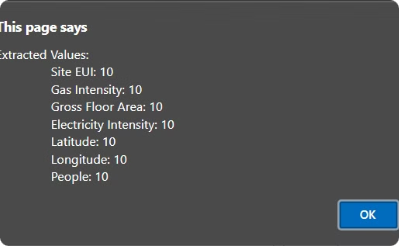 This page says
Extracted Values:
Site EUI: 10
Gas Intensity: 10
Gross Floor Area: 10
Electricity Intensity: 10
Latitude: 10
Longitude: 10
People: 10
OK